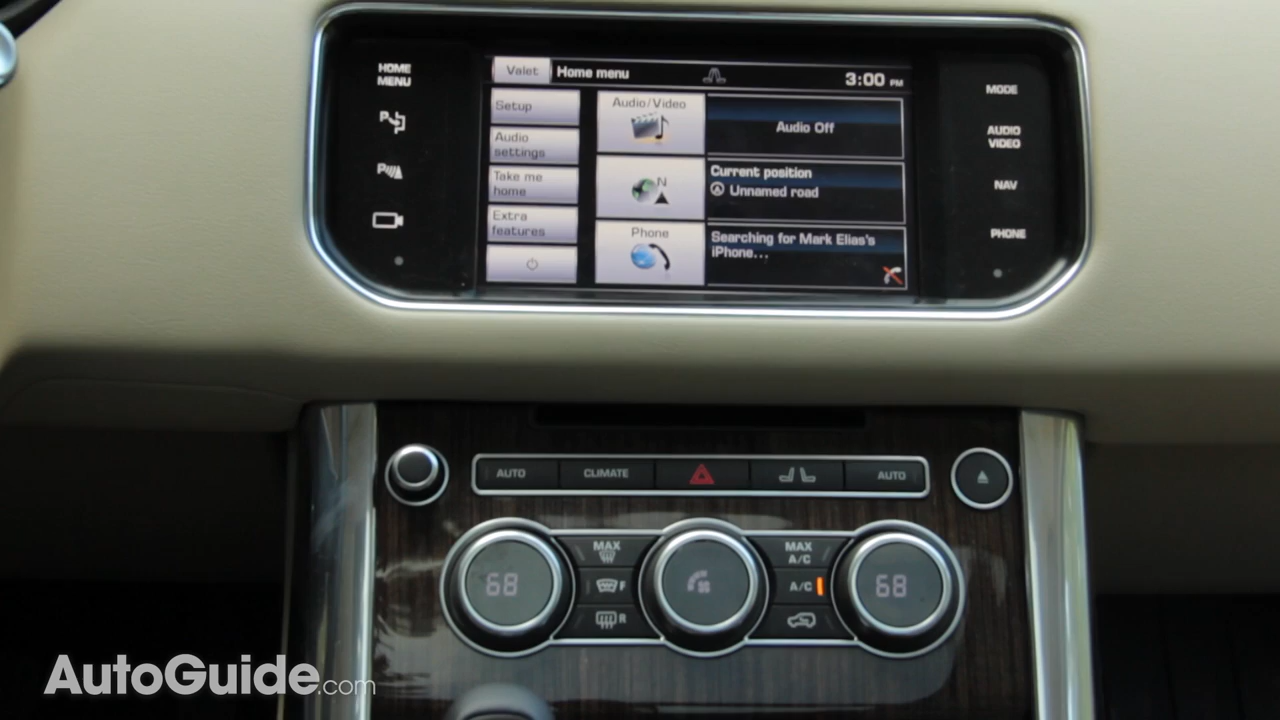 HOME
MENU
Valet
Home menu
3:00 PM
MODE
Setup
Audio/Video
Audio Off
Audio
settings
AUDIO
VIDEO
Take me
home
N
Current position
Unnamed road
NAV
P
Extra
features
Phone
Searching for Mark Elias's
iPhone...
PHONE
AUTO
CLIMATE
AUTO
68
MAX
F
R
MAX
A/C
A/C
68
AutoGuide.com